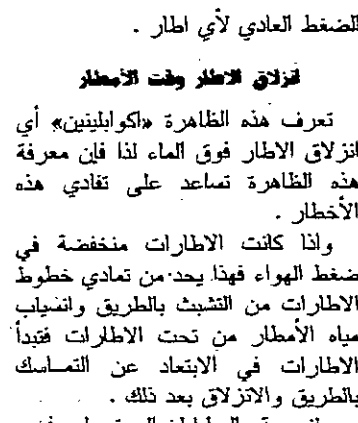 الضغط العادي لأي اطار .
انزلاق الاطار وقت الأمطار
تعرف هذه الظاهرة «اكوابلينين» أي
انزلاق الاطار فوق الماء لذا فان معرفة
هذه الظاهرة تساعد على تفادي هذه
الأخطار .
واذا كانت الاطارات منخفضة في
ضغط الهواء فهذا يحد من تمادي خطوط
الاطارات من التشبث بالطريق وانسياب
مياه الأمطار من تحت الاطارات فتبدأ
الاطارات في الابتعاد عن التماسك
بالطريق والانزلاق بعد ذلك .